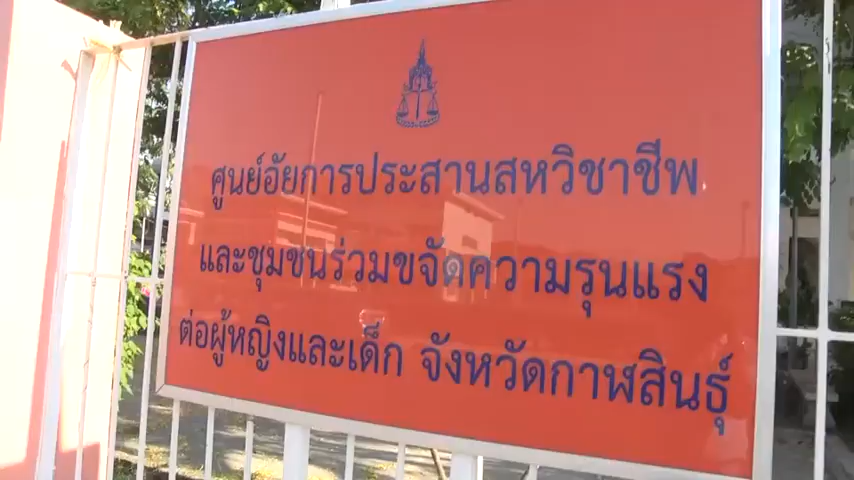 ศูนย์อัยการประสานสหวิชาชีพ
และชุมชนร่วมขจัดความรุนแรง
ต่อผู้หญิงและเด็ก จังหวัดกาฬสินธุ์